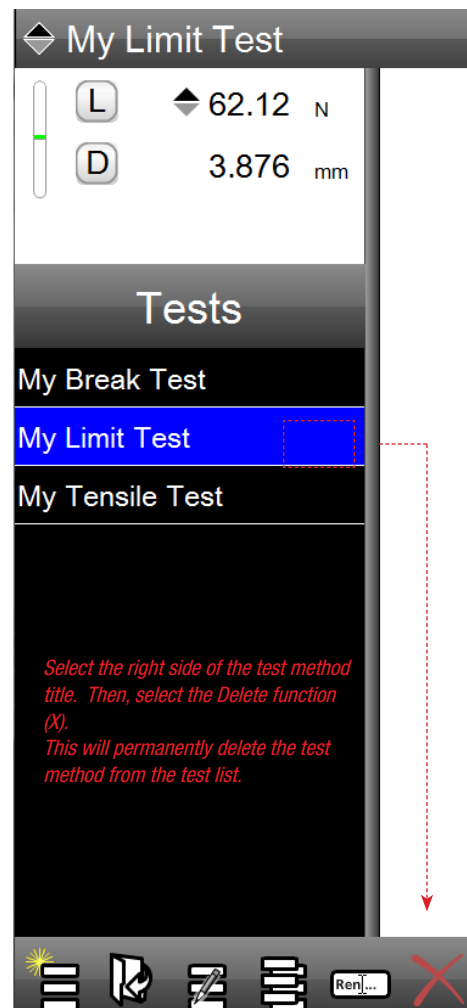 My Limit Test
L 62.12 N
D 3.876 mm
Tests
My Break Test
My Limit Test
My Tensile Test
Select the right side of the test method
title. Then, select the Delete function
(X).
This will permanently delete the test
method from the test list.
Ren...